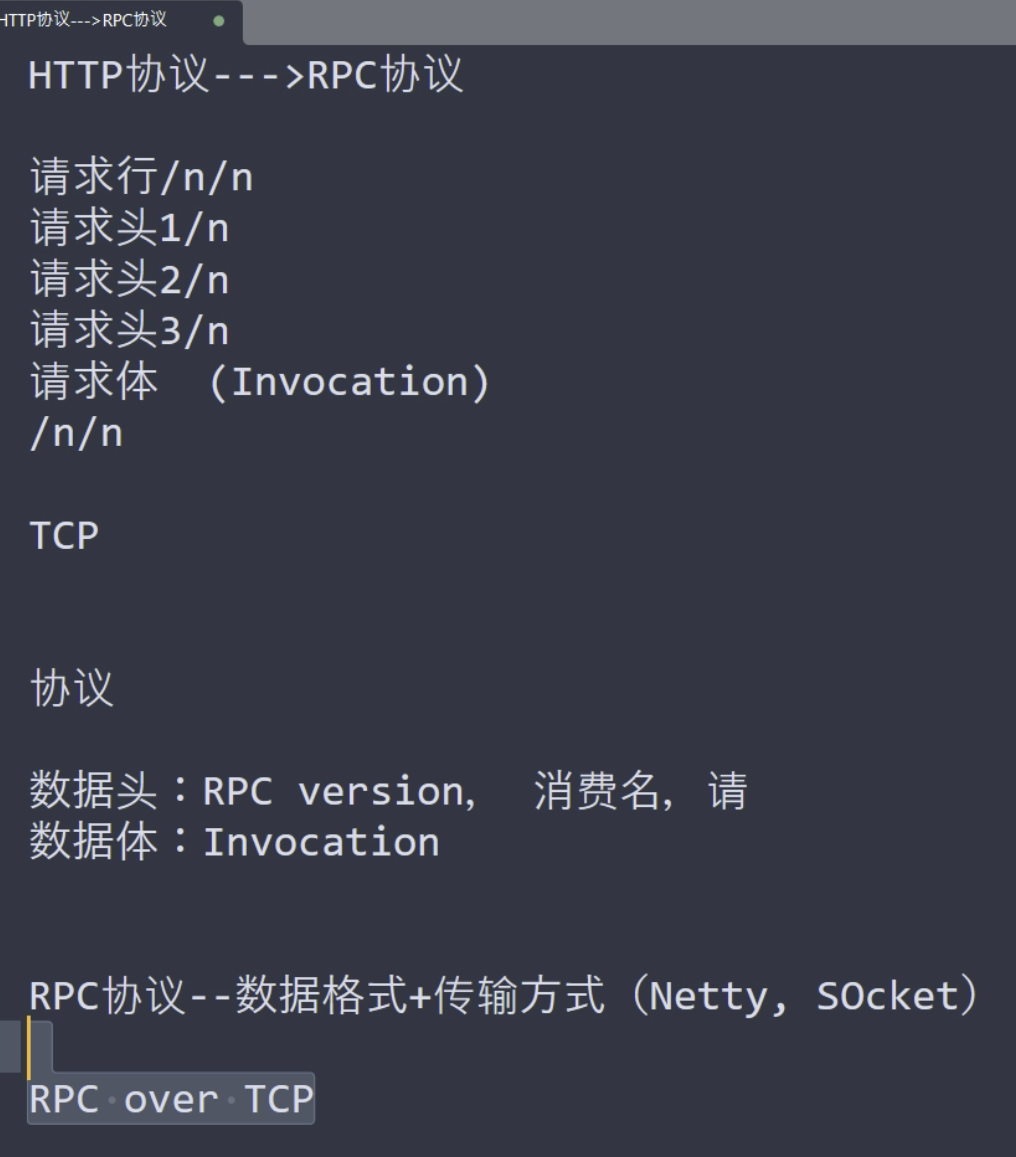 HTTP协议--->RPC协议
HTTP协议--->RPC协议
请求行/n/n
请求头1/n
请求头2/n
请求头3/n
请求体 (Invocation)
/n/n
TCP
协议
数据头：RPC version, 消费名, 请
数据体：Invocation
RPC协议--数据格式+传输方式（Netty, SOcket）
RPC over TCP